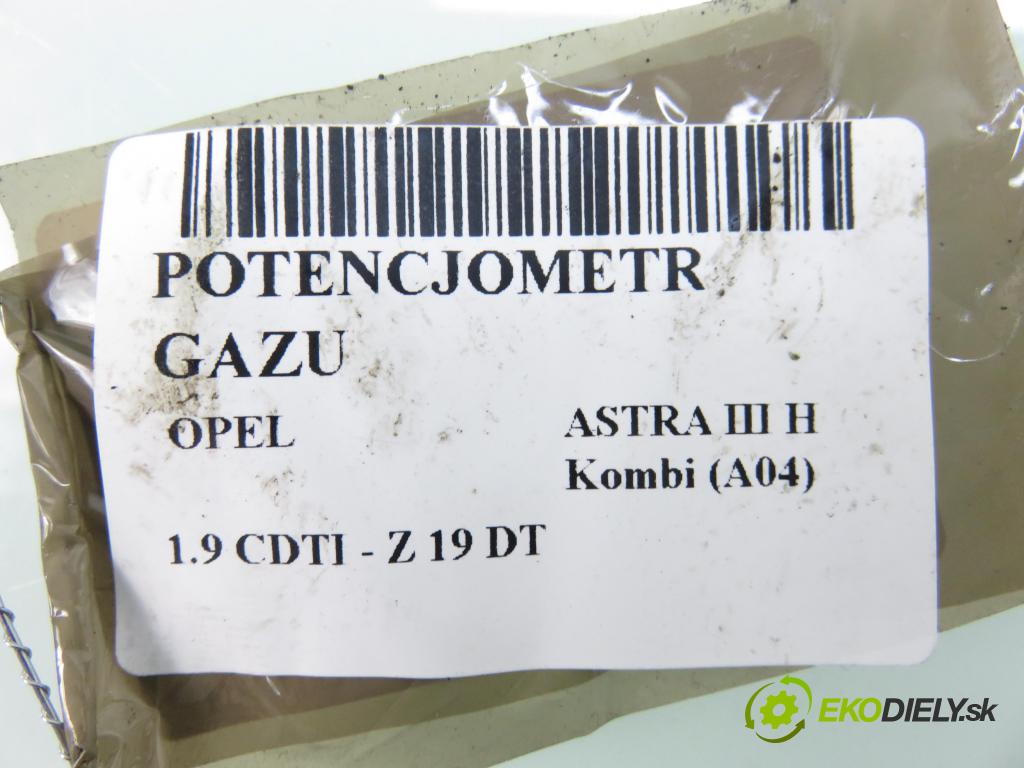 POTENCJOMETR
GAZU
OPEL
ASTRA III H
Kombi (A04)
1.9 CDTI - Z 19 DT
EKODIELY.sk